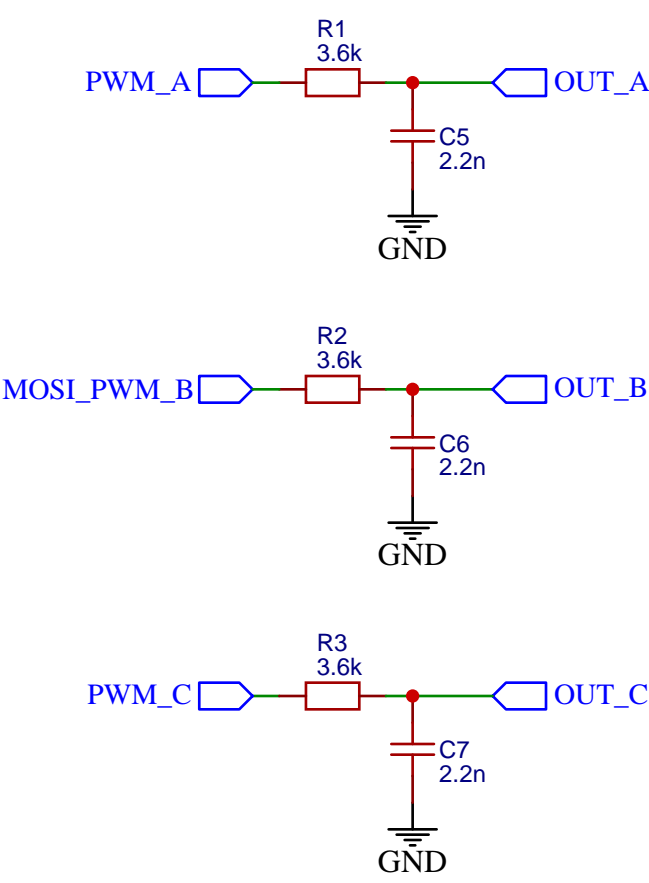 R1
3.6k
PWM_A
OUT_A
C5
2.2n
GND
R2
3.6k
MOSI_PWM_B
OUT_B
C6
2.2n
GND
R3
3.6k
PWM_C
OUT_C
C7
2.2n
GND